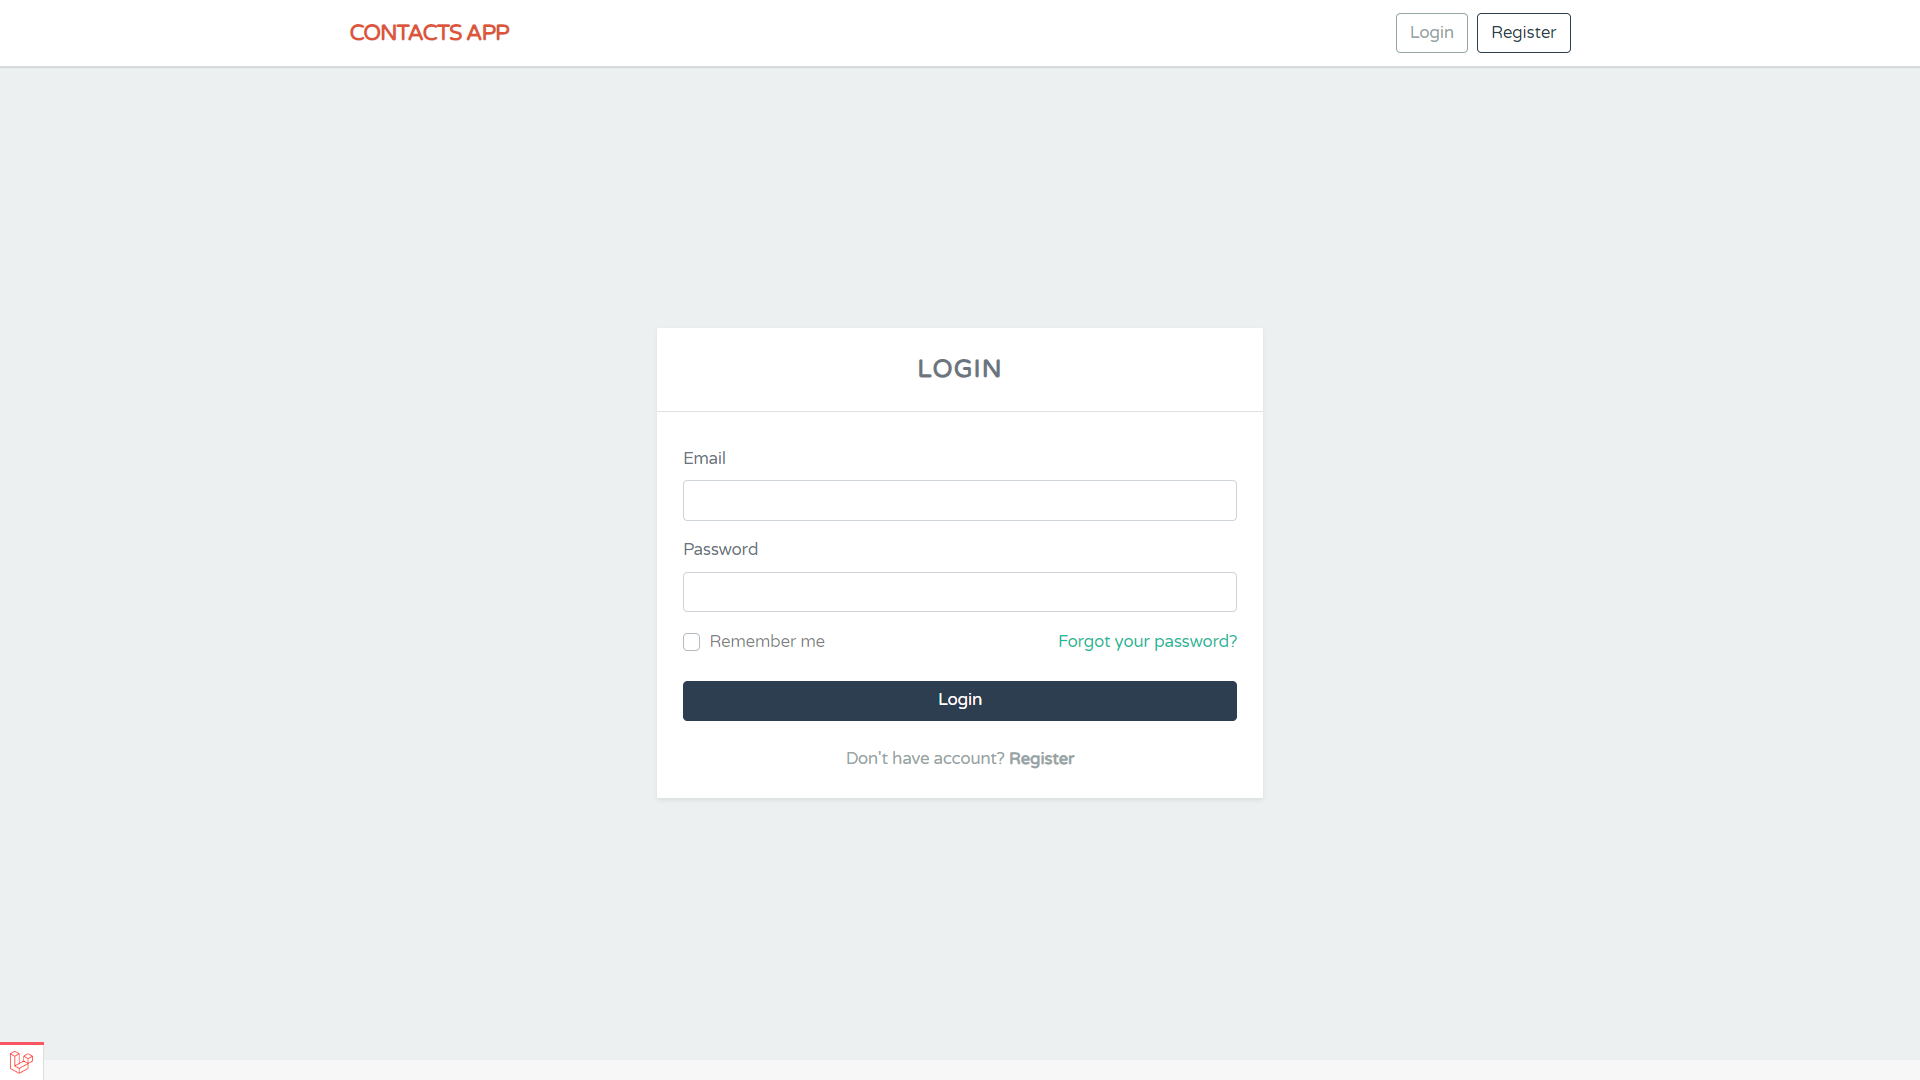 CONTACTS APP
Login
Register
LOGIN
Email
Password
Remember me
Forgot your password?
Login
Don't have account? Register